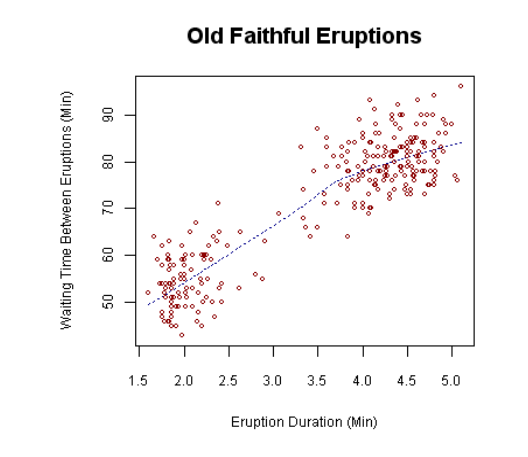 Old Faithful Eruptions
Waiting Time Between Eruptions (Min)
90
80
70
60
50
1.5 2.0 2.5 3.0 3.5 4.0 4.5 5.0
Eruption Duration (Min)